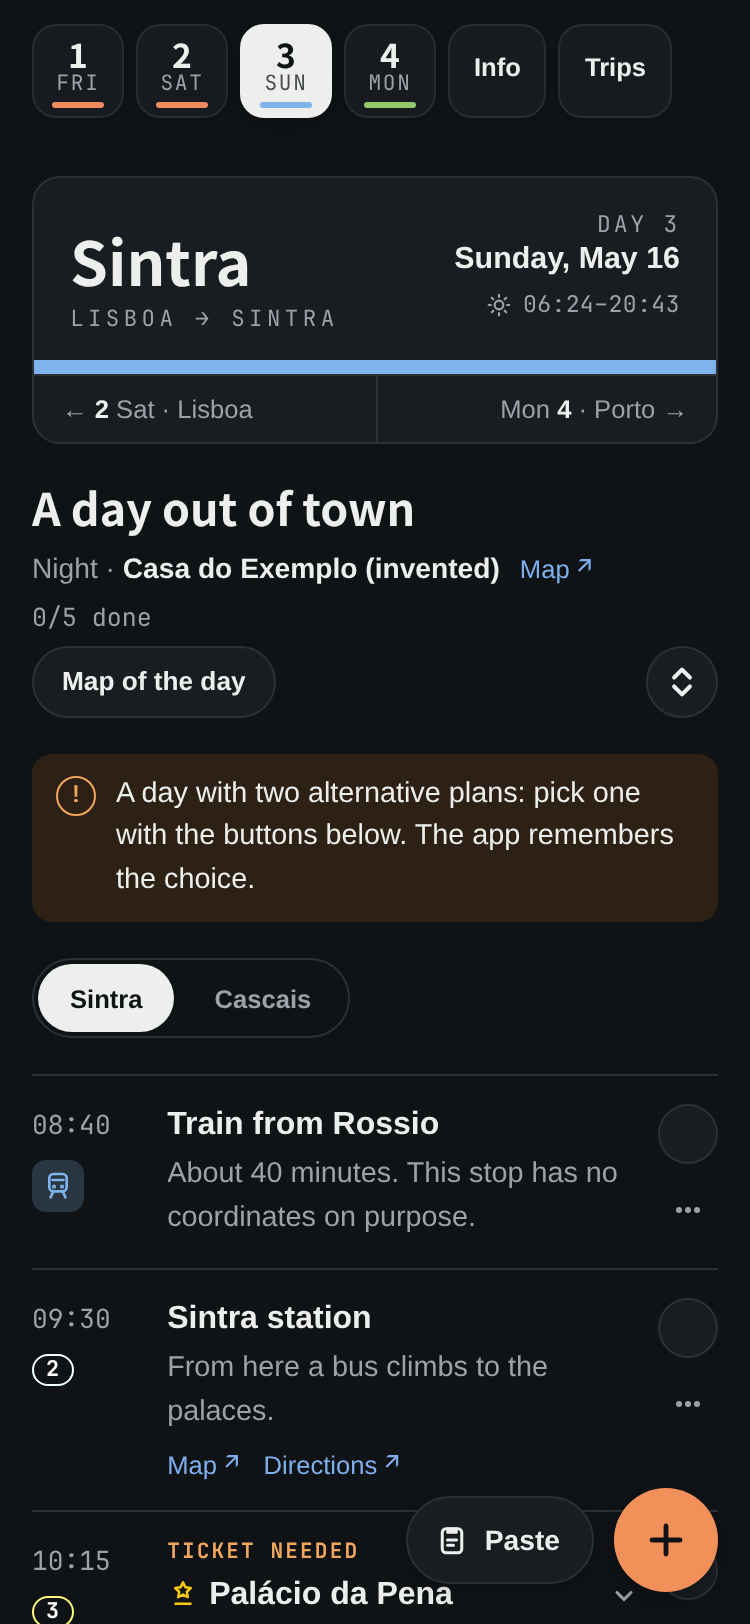 1 2 3 4 Info Trips
FRI SAT SUN MON
DAY 3
Sintra Sunday, May 16
LISBOA → SINTRA 06:24–20:43
← 2 Sat · Lisboa Mon 4 · Porto →
A day out of town
Night · Casa do Exemplo (invented) Map ↗
0/5 done
Map of the day
! A day with two alternative plans: pick one
with the buttons below. The app remembers
the choice.
Sintra Cascais
08:40 Train from Rossio
About 40 minutes. This stop has no
coordinates on purpose.
09:30 Sintra station
2 From here a bus climbs to the
palaces.
Map ↗ Directions ↗
Paste +
10:15 TICKET NEEDED
3 Palácio da Pena